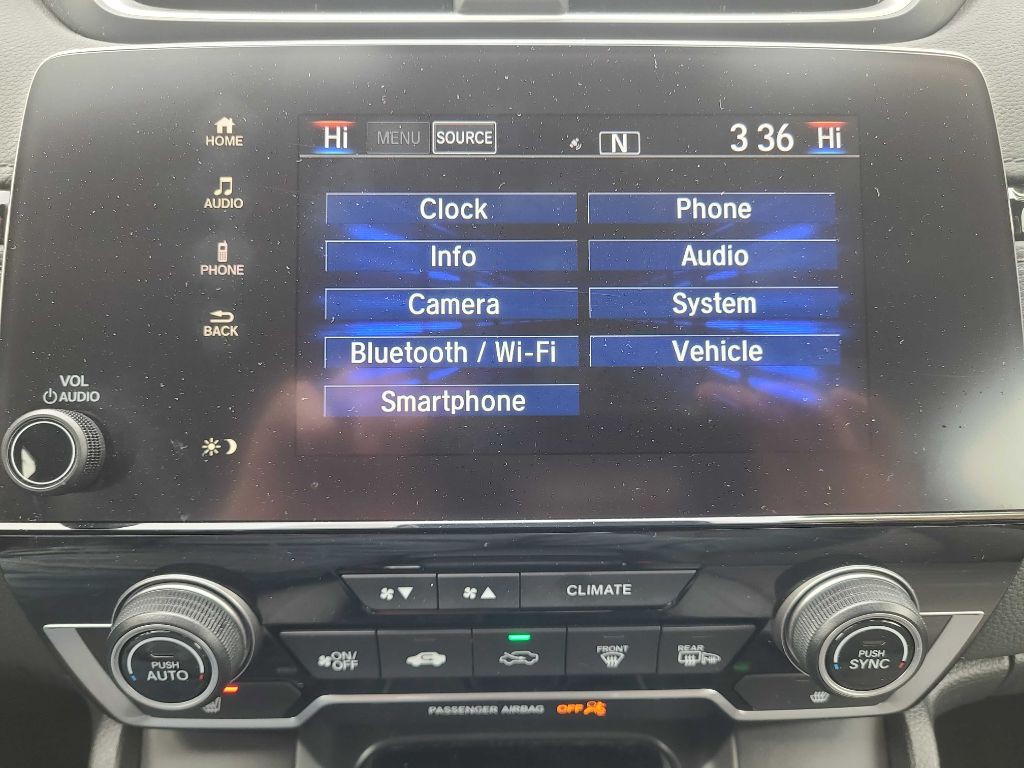 HOME
Hi MENU SOURCE N 3 36 Hi
AUDIO
Clock Phone
Info Audio
PHONE
Camera System
BACK
Bluetooth / Wi-Fi Vehicle
VOL
AUDIO
Smartphone
CLIMATE
PUSH
AUTO
ON/
OFF
FRONT
REAR
PUSH
SYNC
PASSENGER AIRBAG OFF